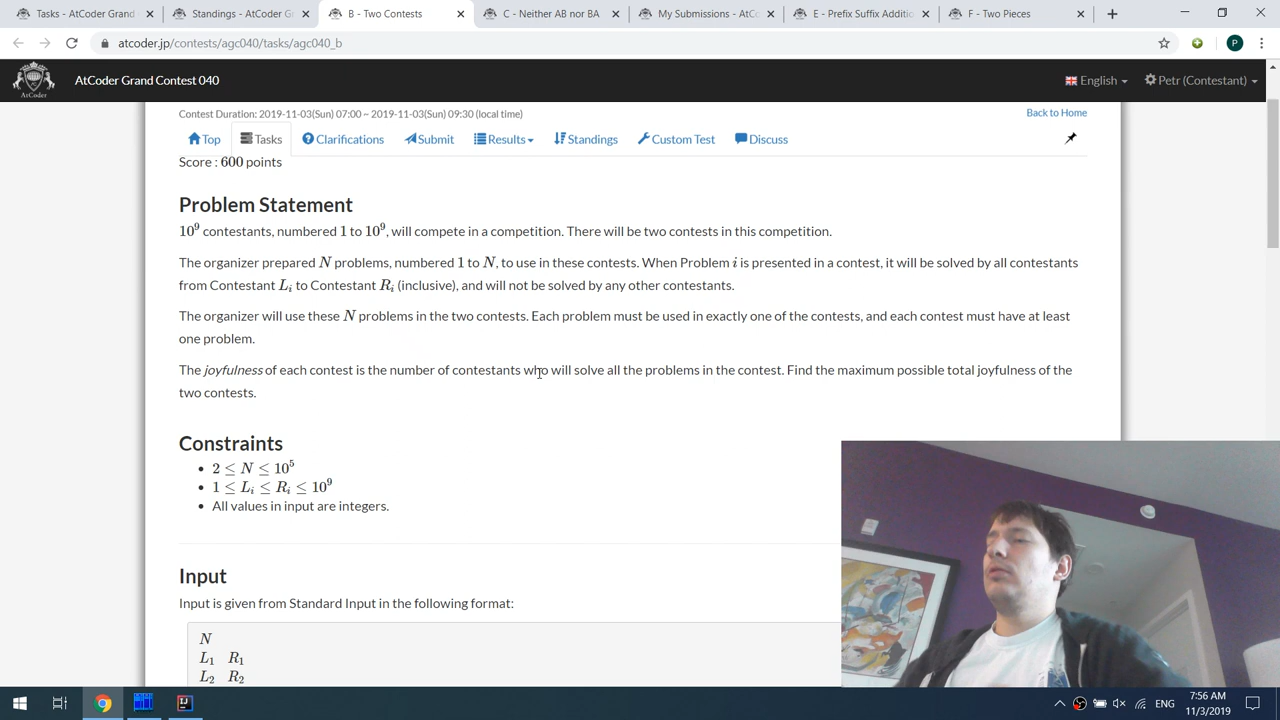 Tasks - AtCoder Grand
Standings - AtCoder Gr
B - Two Contests
C - Neither AB nor BA
My Submissions - AtCo
E - Prefix Suffix Additio
F - Two Pieces
atcoder.jp/contests/agc040/tasks/agc040_b
P
AtCoder Grand Contest 040
English
Petr (Contestant)
Contest Duration: 2019-11-03(Sun) 07:00 ~ 2019-11-03(Sun) 09:30 (local time)
Back to Home
Top
Tasks
Clarifications
Submit
Results
Standings
Custom Test
Discuss
Score : 600 points
Problem Statement
10⁹ contestants, numbered 1 to 10⁹, will compete in a competition. There will be two contests in this competition.
The organizer prepared N problems, numbered 1 to N, to use in these contests. When Problem i is presented in a contest, it will be solved by all contestants
from Contestant Lᵢ to Contestant Rᵢ (inclusive), and will not be solved by any other contestants.
The organizer will use these N problems in the two contests. Each problem must be used in exactly one of the contests, and each contest must have at least
one problem.
The joyfulness of each contest is the number of contestants who will solve all the problems in the contest. Find the maximum possible total joyfulness of the
two contests.
Constraints
2 ≤ N ≤ 10⁵
1 ≤ Lᵢ ≤ Rᵢ ≤ 10⁹
All values in input are integers.
Input
Input is given from Standard Input in the following format:
N
L₁ R₁
L₂ R₂
ENG
7:56 AM
11/3/2019